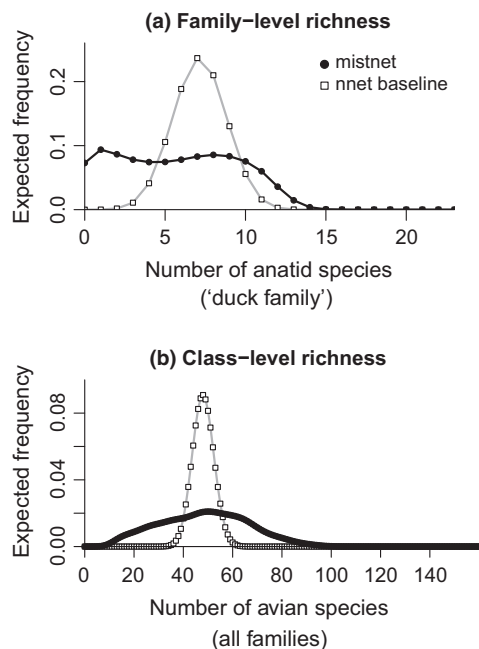 (a) Family−level richness
Expected frequency
0.0 0.1 0.2
mistnet
nnet baseline
0 5 10 15 20
Number of anatid species
('duck family')
(b) Class−level richness
Expected frequency
0.00 0.04 0.08
0 20 40 60 80 100 120 140
Number of avian species
(all families)